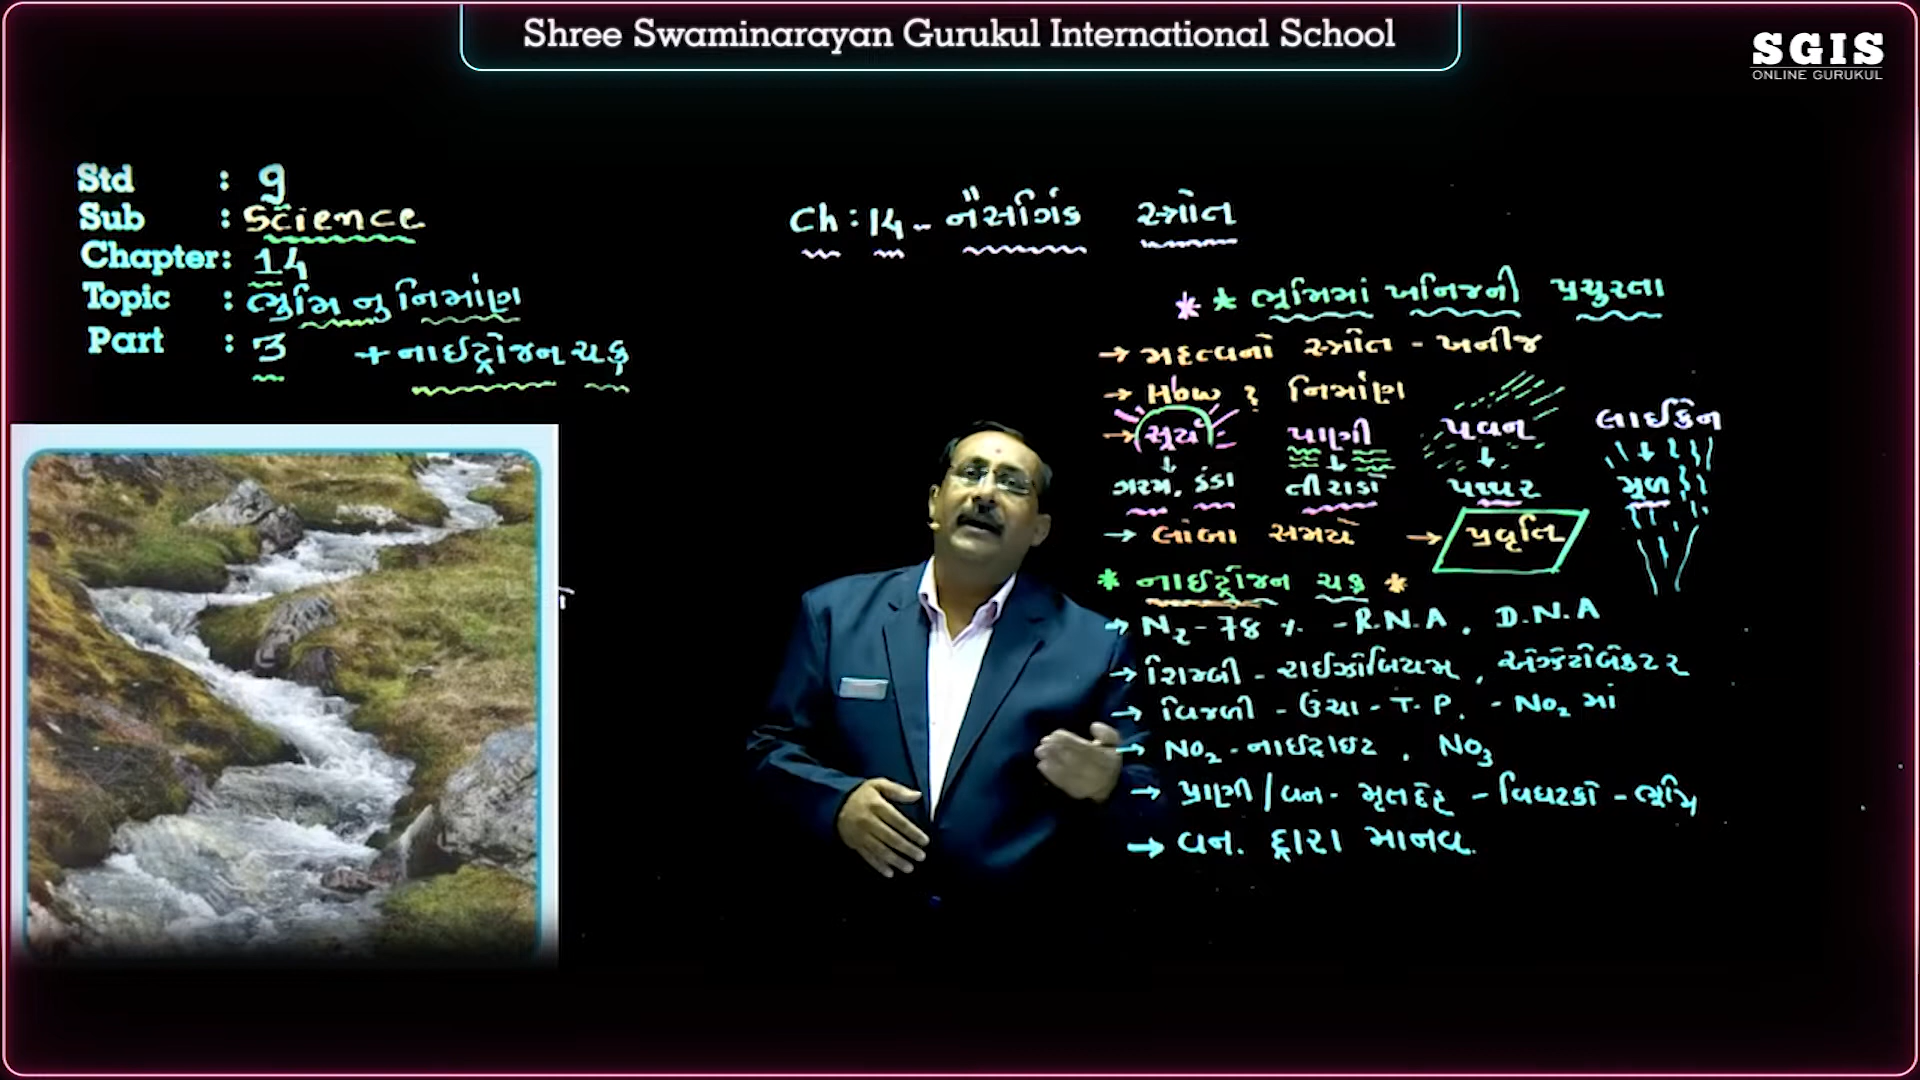 Shree Swaminarayan Gurukul International School
SGIS
ONLINE GURUKUL
Std : 9
Sub : Science
Chapter : 14
Topic : ભુમિ નુ નિર્માણ
Part : 3 + નાઈટ્રોજન ચક્ર
Ch : 14 - નૈસર્ગિક સ્ત્રોત
* * ભૂમિમાં ખનિજની પ્રચુરતા
→ મહત્વનો સ્ત્રોત - ખનીજ
→ How ? નિર્માણ
→ સૂર્ય પાણી પવન લાઈકેન
↓ ↓ ↓ ↓
ગરમ, ઠંડા તીરાડો પથ્થર મૂળ
→ લાંબા સમયે → પ્રવૃતિ
* નાઈટ્રોજન ચક્ર *
→ N₂ - 78 % - R.N.A , D.N.A
→ શિમ્બી - રાઈઝોબિયમ , એઝેટોબેક્ટર
→ વિજળી - ઉંચા - T.P. - NO₂ માં
→ NO₂ - નાઈટ્રાઈટ , NO₃
→ પ્રાણી / વન - મૃતદેહ - વિઘટકો - ભૂમિ
→ વન. દ્વારા માનવ.